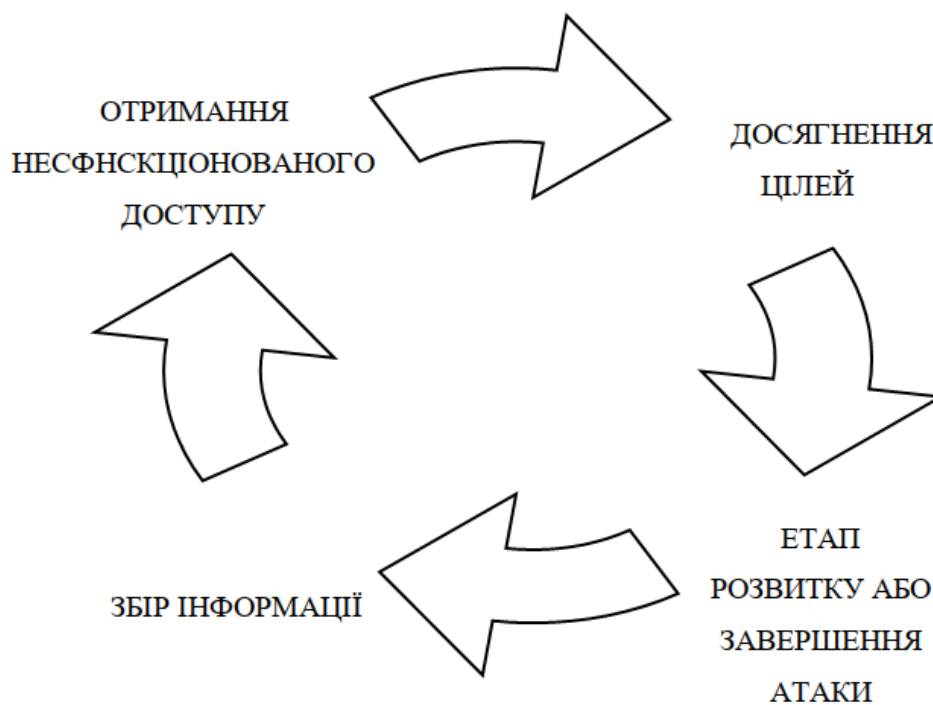 ОТРИМАННЯ
НЕСФНСКЦІОНОВАНОГО
ДОСТУПУ
ДОСЯГНЕННЯ
ЦІЛЕЙ
ЗБІР ІНФОРМАЦІЇ
ЕТАП
РОЗВИТКУ АБО
ЗАВЕРШЕННЯ
АТАКИ